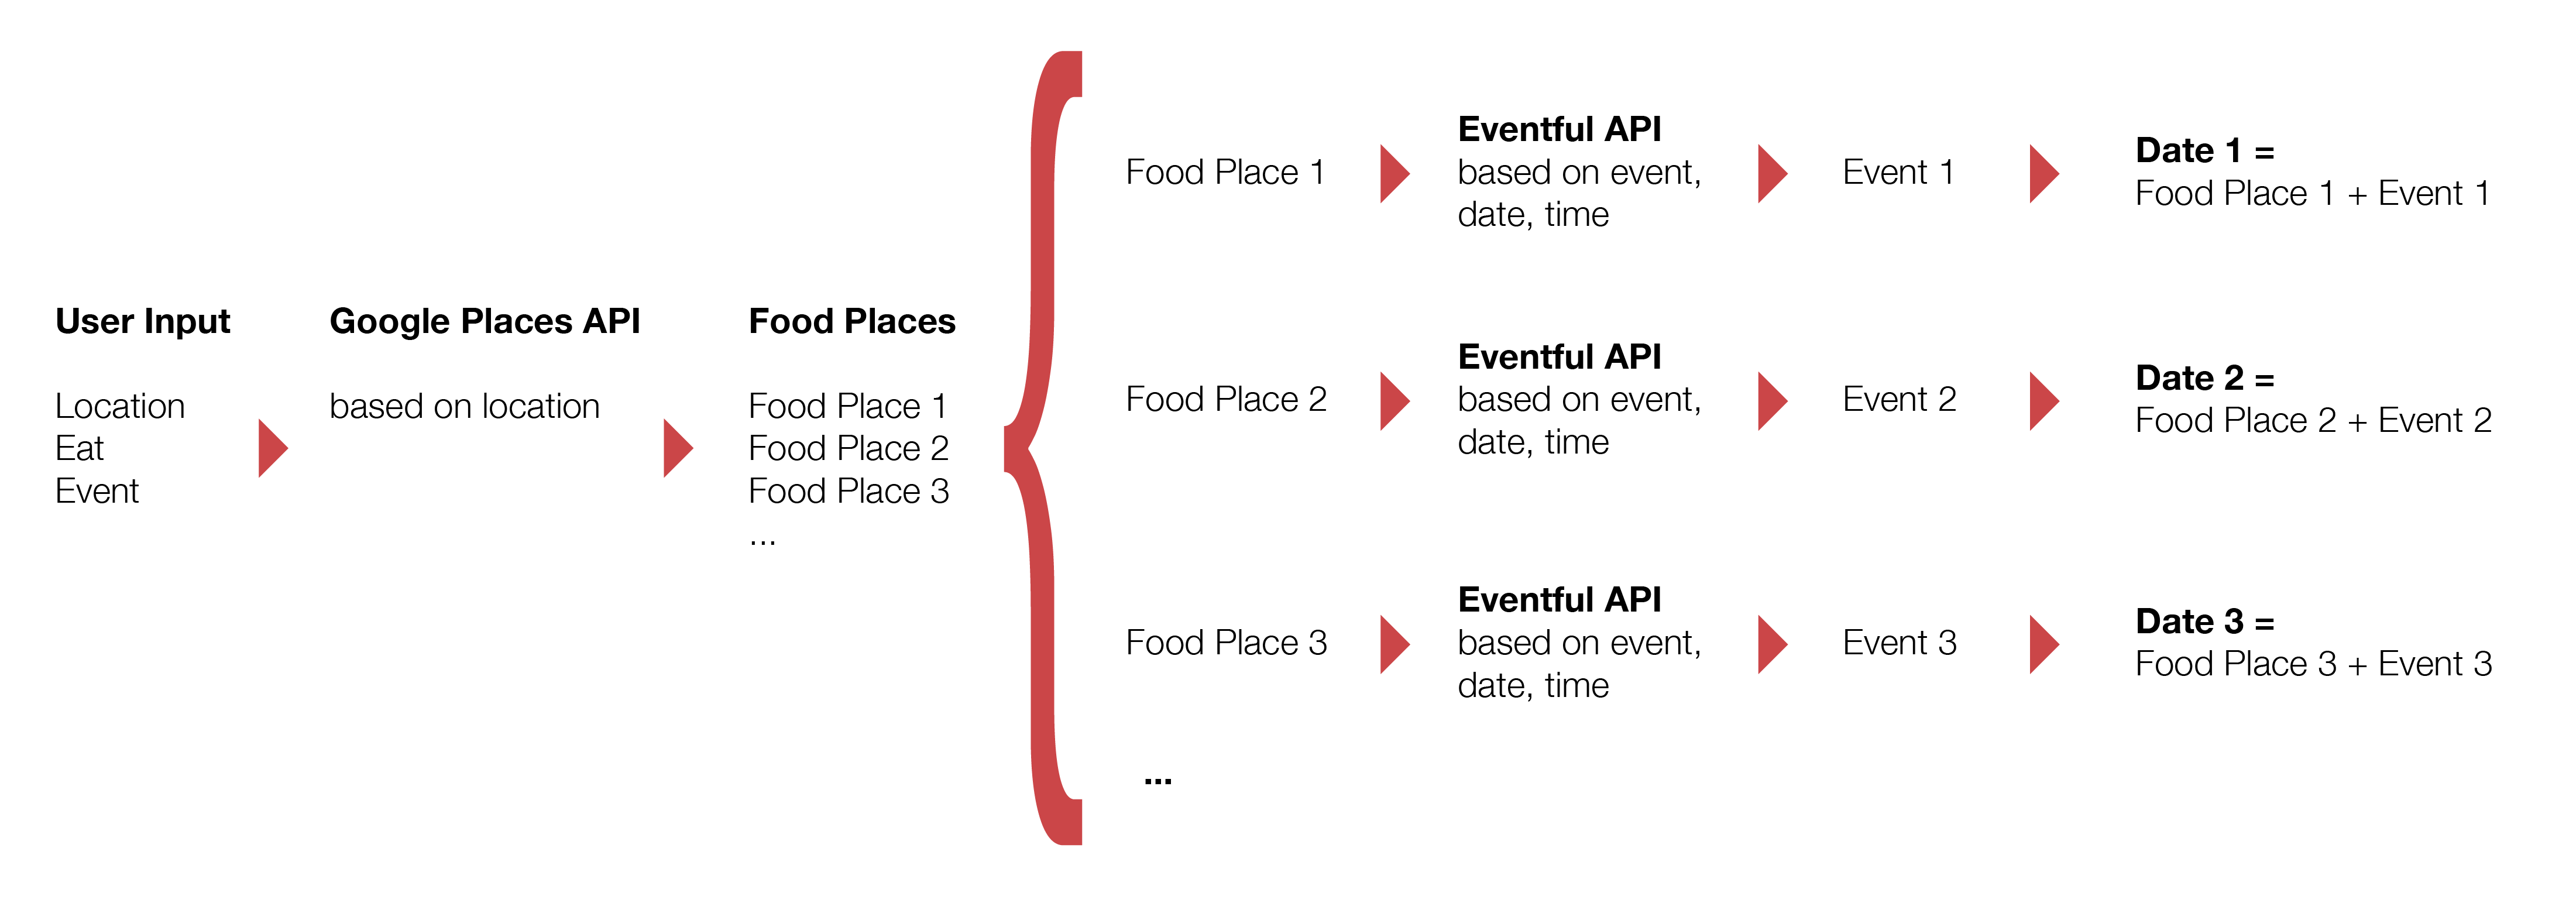 User Input
Location
Eat
Event
Google Places API
based on location
Food Places
Food Place 1
Food Place 2
Food Place 3
...
Food Place 1
Eventful API
based on event,
date, time
Event 1
Date 1 =
Food Place 1 + Event 1
Food Place 2
Eventful API
based on event,
date, time
Event 2
Date 2 =
Food Place 2 + Event 2
Food Place 3
Eventful API
based on event,
date, time
Event 3
Date 3 =
Food Place 3 + Event 3
...